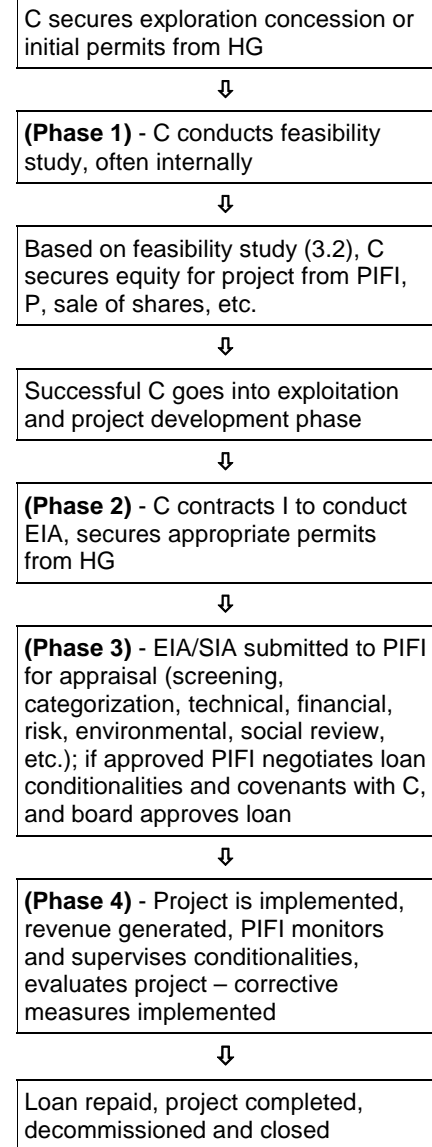 C secures exploration concession or
initial permits from HG
⇩
(Phase 1) - C conducts feasibility
study, often internally
⇩
Based on feasibility study (3.2), C
secures equity for project from PIFI,
P, sale of shares, etc.
⇩
Successful C goes into exploitation
and project development phase
⇩
(Phase 2) - C contracts I to conduct
EIA, secures appropriate permits
from HG
⇩
(Phase 3) - EIA/SIA submitted to PIFI
for appraisal (screening,
categorization, technical, financial,
risk, environmental, social review,
etc.); if approved PIFI negotiates loan
conditionalities and covenants with C,
and board approves loan
⇩
(Phase 4) - Project is implemented,
revenue generated, PIFI monitors
and supervises conditionalities,
evaluates project – corrective
measures implemented
⇩
Loan repaid, project completed,
decommissioned and closed